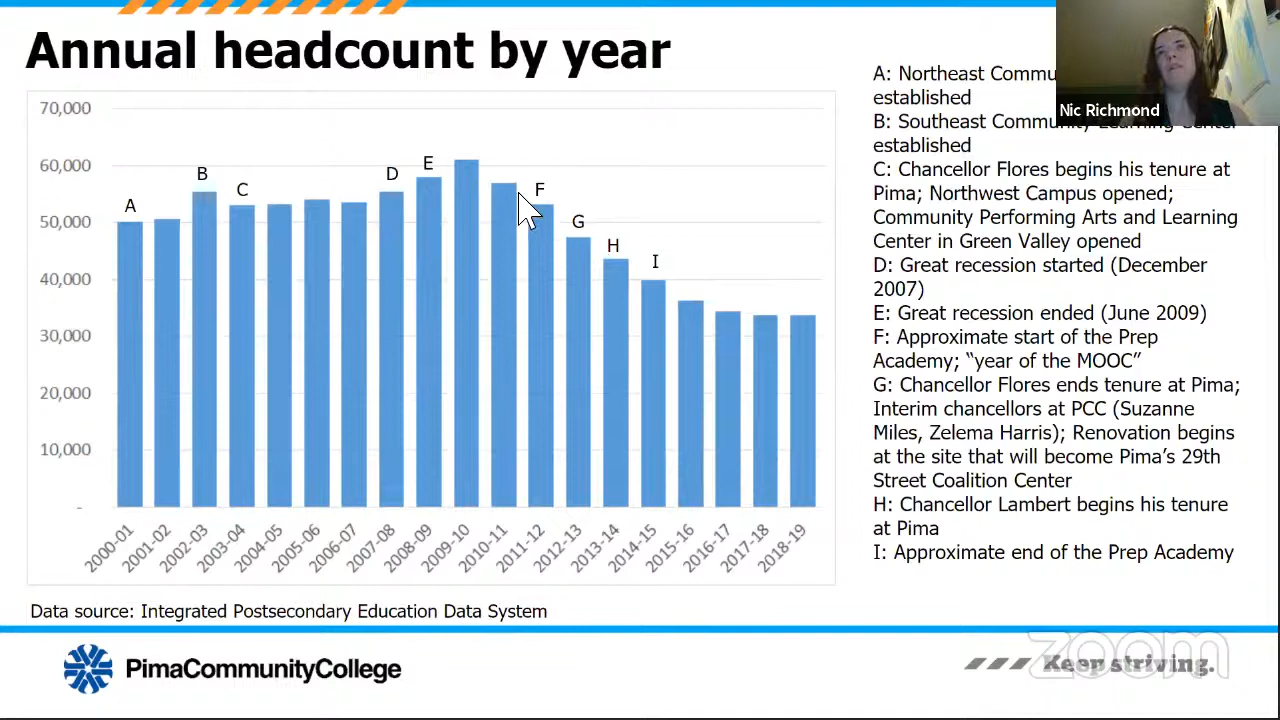 Annual headcount by year
70,000
60,000
50,000
40,000
30,000
20,000
10,000
-
A
B
C
D
E
F
G
H
I
2000-01
2001-02
2002-03
2003-04
2004-05
2005-06
2006-07
2007-08
2008-09
2009-10
2010-11
2011-12
2012-13
2013-14
2014-15
2015-16
2016-17
2017-18
2018-19
Data source: Integrated Postsecondary Education Data System
A: Northeast
established
B: Southeast Community Learning Center
established
C: Chancellor Flores begins his tenure at
Pima; Northwest Campus opened;
Community Performing Arts and Learning
Center in Green Valley opened
D: Great recession started (December
2007)
E: Great recession ended (June 2009)
F: Approximate start of the Prep
Academy; “year of the MOOC”
G: Chancellor Flores ends tenure at Pima;
Interim chancellors at PCC (Suzanne
Miles, Zelema Harris); Renovation begins
at the site that will become Pima’s 29th
Street Coalition Center
H: Chancellor Lambert begins his tenure
at Pima
I: Approximate end of the Prep Academy
Nic Richmond
PimaCommunityCollege
Keep striving.
zoom